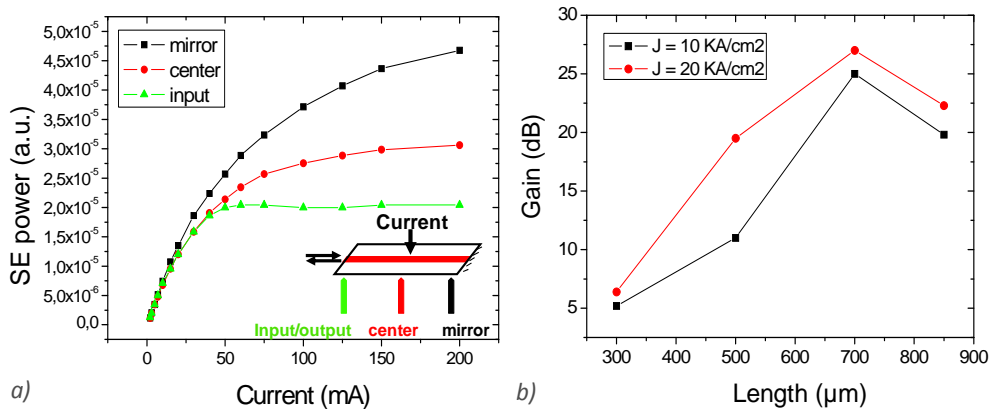 5,0x10⁻⁵
4,5x10⁻⁵
4,0x10⁻⁵
3,5x10⁻⁵
3,0x10⁻⁵
2,5x10⁻⁵
2,0x10⁻⁵
1,5x10⁻⁵
1,0x10⁻⁵
5,0x10⁻⁶
0,0
SE power (a.u.)
mirror
center
input
Current
Input/output center mirror
0 50 100 150 200
Current (mA)
a)
30
25
20
15
10
5
Gain (dB)
J = 10 KA/cm2
J = 20 KA/cm2
300 400 500 600 700 800 900
Length (µm)
b)